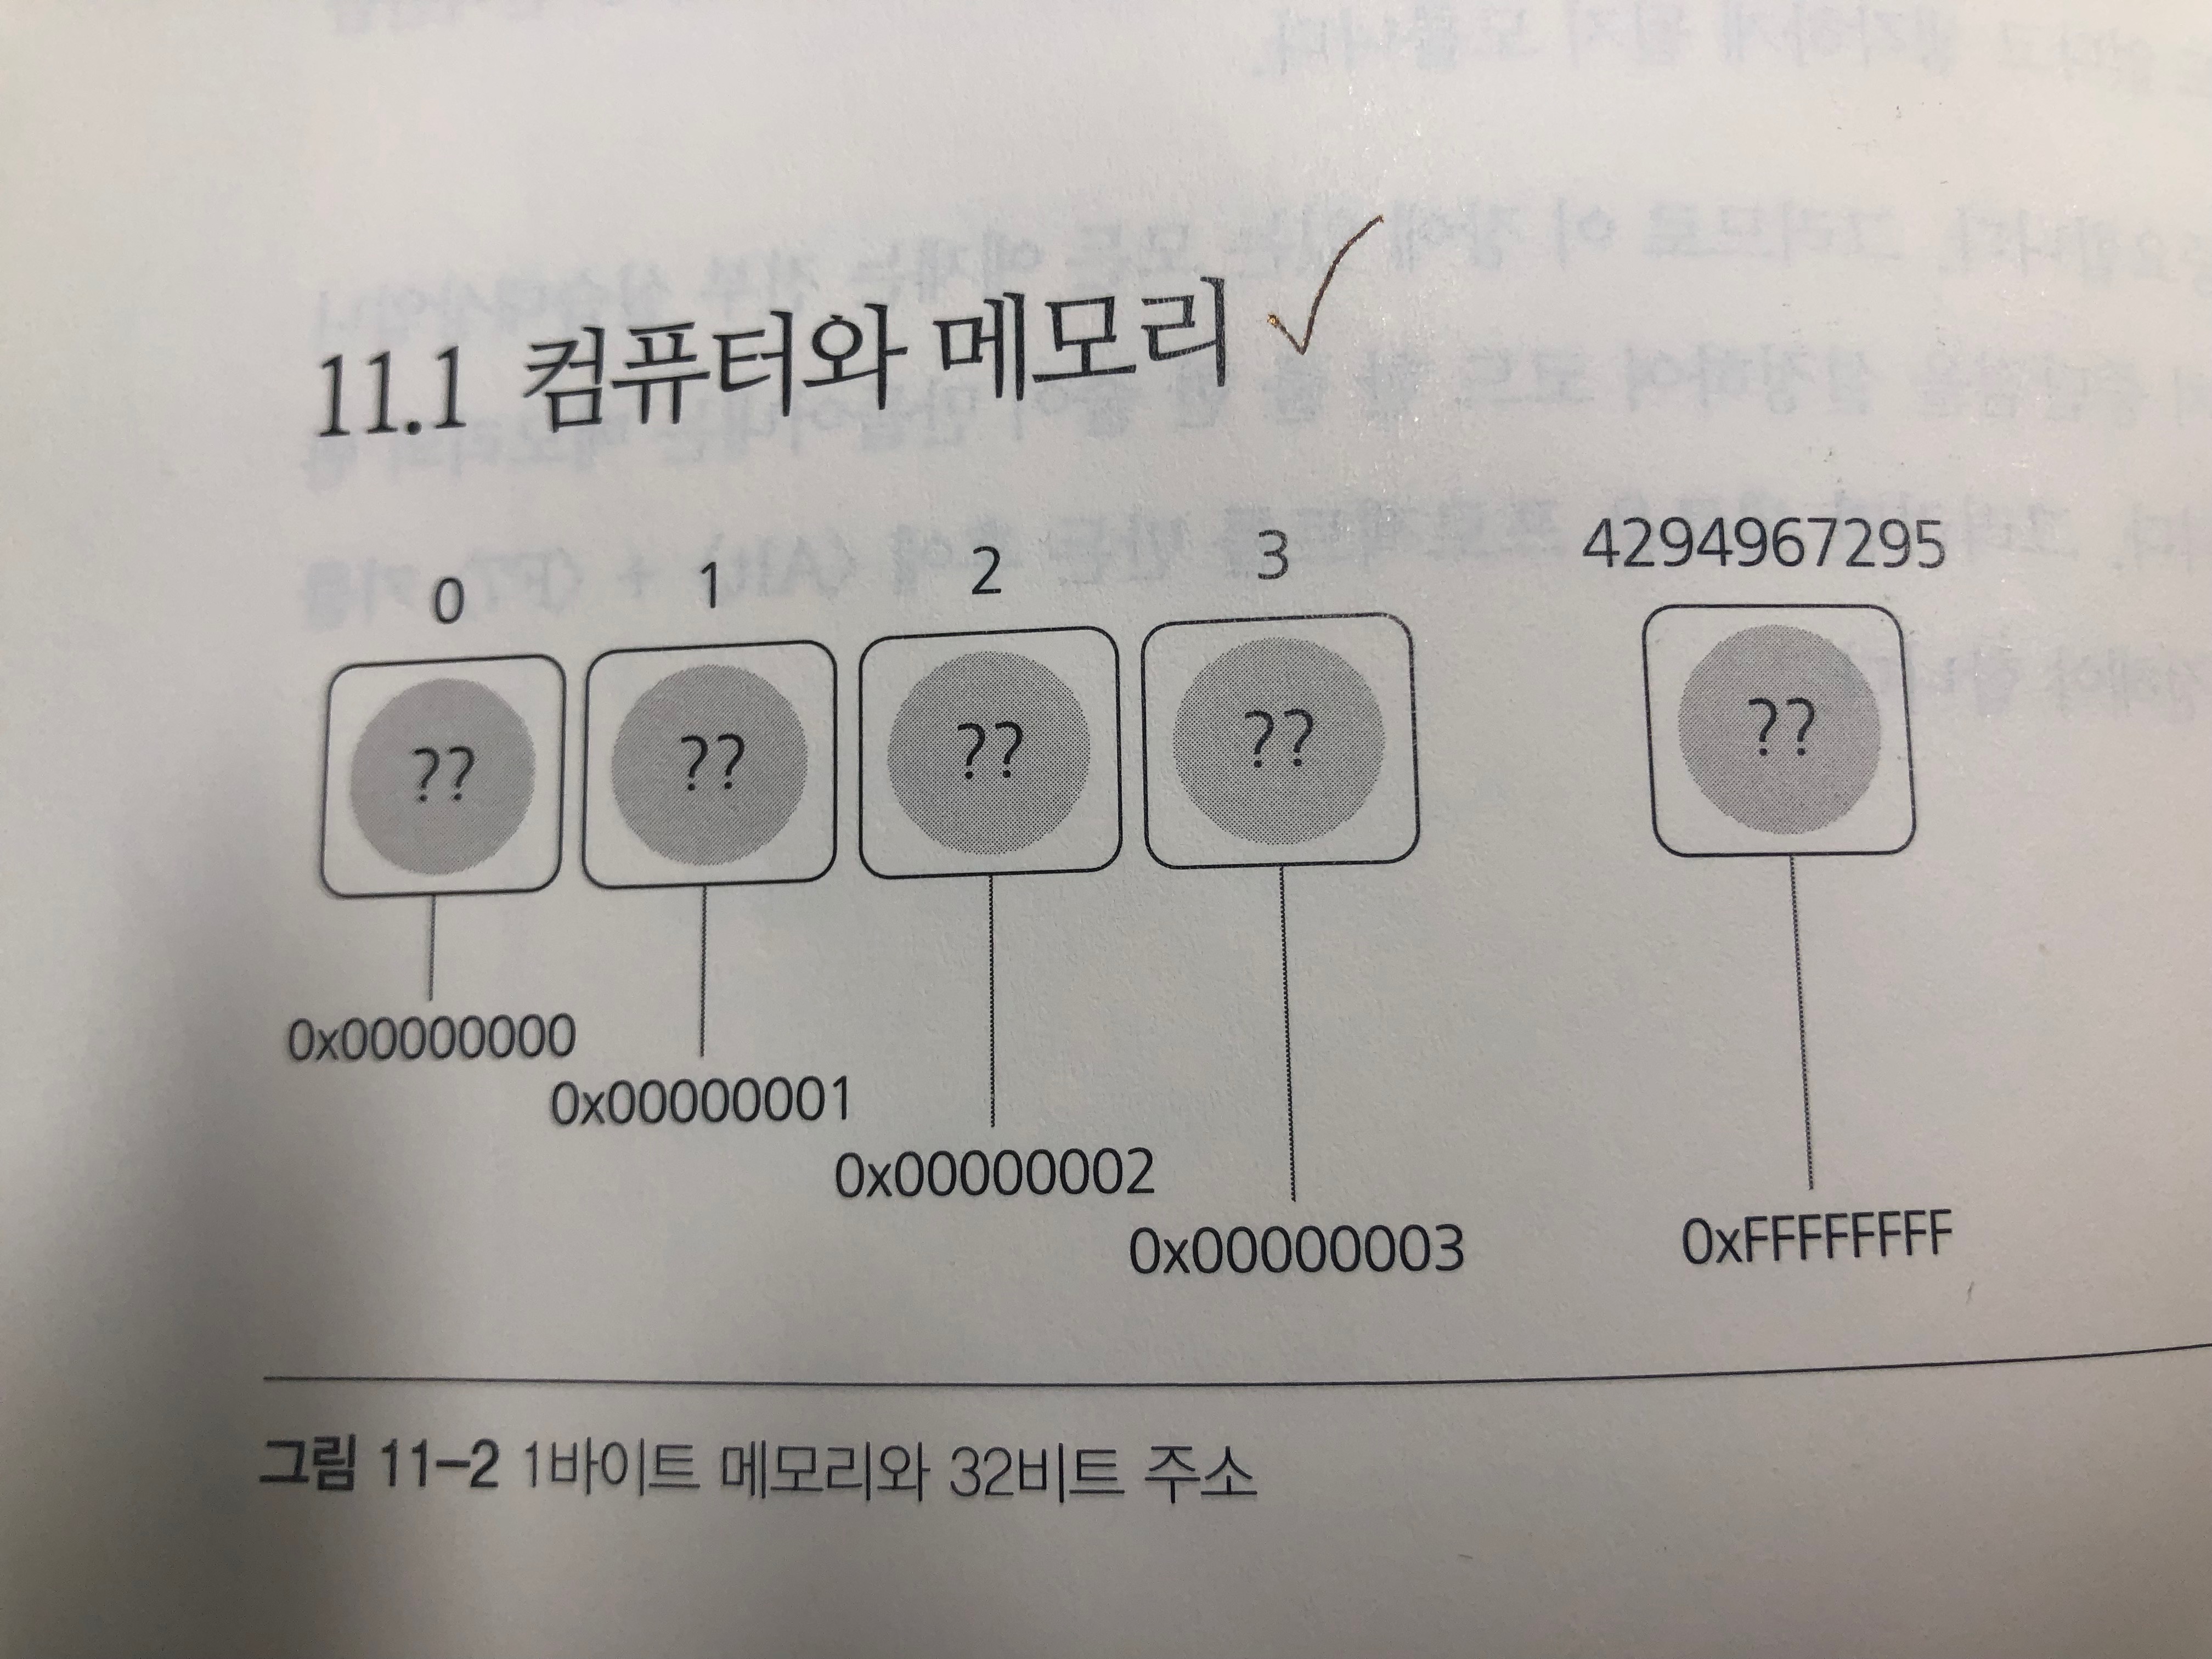 11.1 컴퓨터와 메모리
0 1 2 3 4294967295
?? ?? ?? ?? ??
0x00000000
0x00000001
0x00000002
0x00000003
0xFFFFFFFF
그림 11-2 1바이트 메모리와 32비트 주소